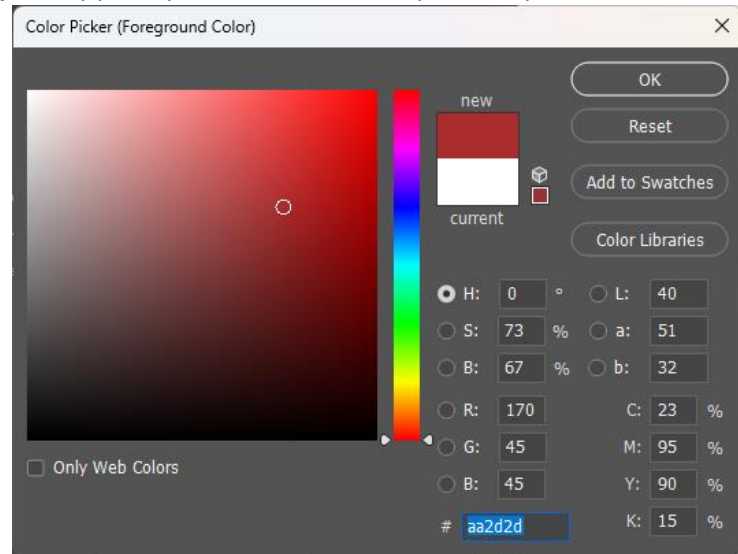 Color Picker (Foreground Color)
new
current
OK
Reset
Add to Swatches
Color Libraries
H: 0 °
S: 73 %
B: 67 %
R: 170
G: 45
B: 45
# aa2d2d
L: 40
a: 51
b: 32
C: 23 %
M: 95 %
Y: 90 %
K: 15 %
Only Web Colors